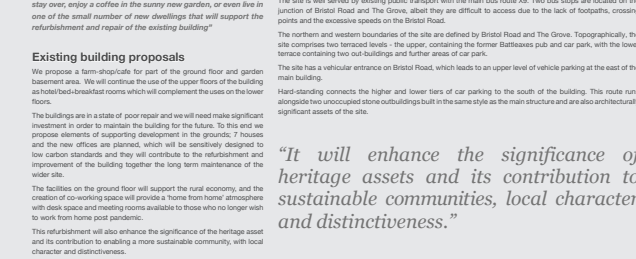 stay over, enjoy a coffee in the sunny new garden, or even live in
one of the small number of new dwellings that will support the
refurbishment and repair of the existing building"
Existing building proposals
We propose a farm-shop/cafe for part of the ground floor and garden
basement area. We will continue the use of the upper floors of the building
as hotel/bed+breakfast rooms which will complement the uses on the lower
floors.
The buildings are in a state of poor repair and we will need make significant
investment in order to maintain the building for the future. To this end we
propose elements of supporting development in the grounds; 7 houses
and the new offices are planned, which will be sensitively designed to
low carbon standards and they will contribute to the refurbishment and
improvement of the building together the long term maintenance of the
wider site.
The facilities on the ground floor will support the rural economy, and the
creation of co-working space will provide a 'home from home' atmosphere
with desk space and meeting rooms available to those who no longer wish
to work from home post pandemic.
This refurbishment will also enhance the significance of the heritage asset
and its contribution to enabling a more sustainable community, with local
character and distinctiveness.
The site is well served by existing public transport with the main bus route X9. Two bus stops are located on the
junction of Bristol Road and The Grove, albeit they are difficult to access due to the lack of footpaths, crossing
points and the excessive speeds on the Bristol Road.
The northern and western boundaries of the site are defined by Bristol Road and The Grove. Topographically, the
site comprises two terraced levels - the upper, containing the former Battleaxes pub and car park, with the lower
terrace containing two out-buildings and further areas of car park.
The site has a vehicular entrance on Bristol Road, which leads to an upper level of vehicle parking at the east of the
main building.
Hard-standing connects the higher and lower tiers of car parking to the south of the building. This route runs
alongside two unoccupied stone outbuildings built in the same style as the main structure and are also architecturally
significant assets of the site.
"It will enhance the significance of
heritage assets and its contribution to
sustainable communities, local character
and distinctiveness."